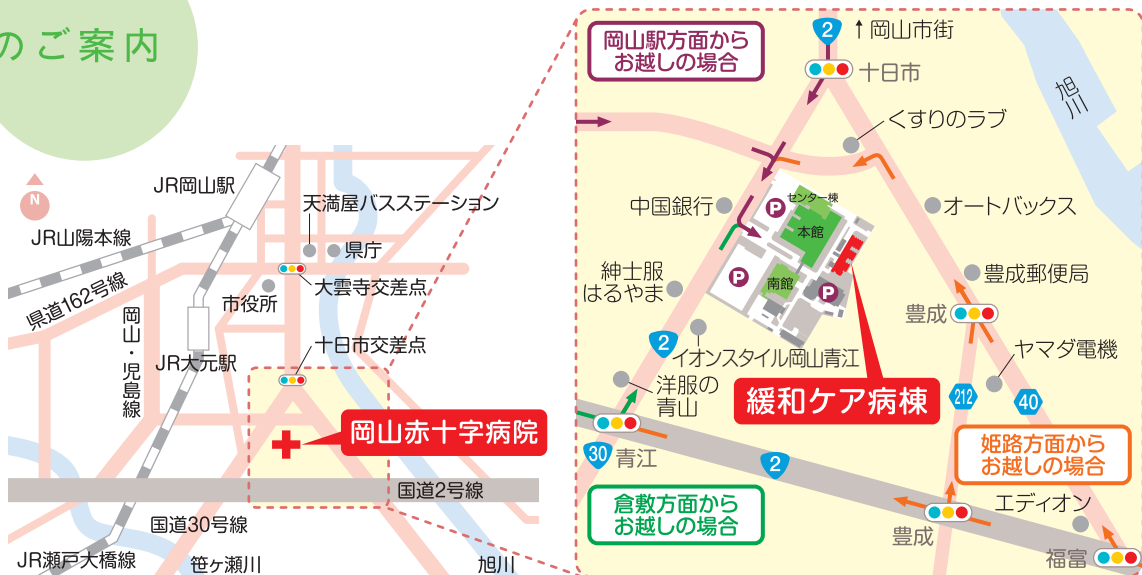 のご案内
N
JR岡山駅
天満屋バスステーション
JR山陽本線
県庁
県道162号線
大雲寺交差点
市役所
岡山・児島線
十日市交差点
JR大元駅
岡山赤十字病院
国道2号線
国道30号線
JR瀬戸大橋線
笹ヶ瀬川
旭川
岡山駅方面から
お越しの場合
2
↑岡山市街
十日市
旭川
くすりのラブ
中国銀行
P
センター棟
本館
オートバックス
紳士服
はるやま
P
南館
P
豊成郵便局
豊成
2
イオンスタイル岡山青江
ヤマダ電機
洋服の
青山
緩和ケア病棟
212
40
30
青江
2
姫路方面から
お越しの場合
倉敷方面から
お越しの場合
エディオン
豊成
福富